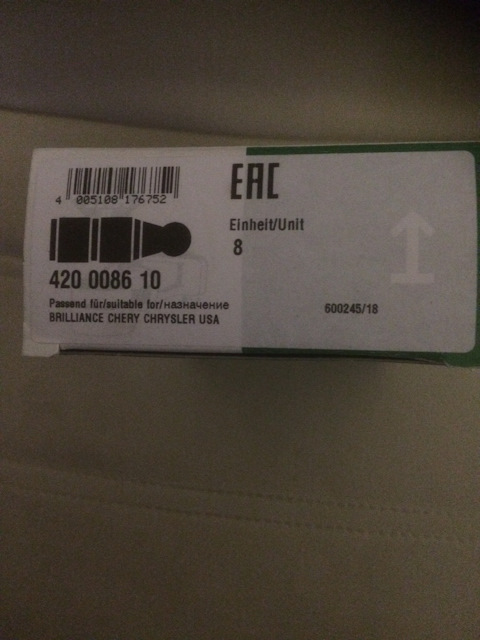 4 005108 176752
EAC
Einheit/Unit
8
420 0086 10
Passend für/suitable for/назначение
BRILLIANCE CHERY CHRYSLER USA
600245/18